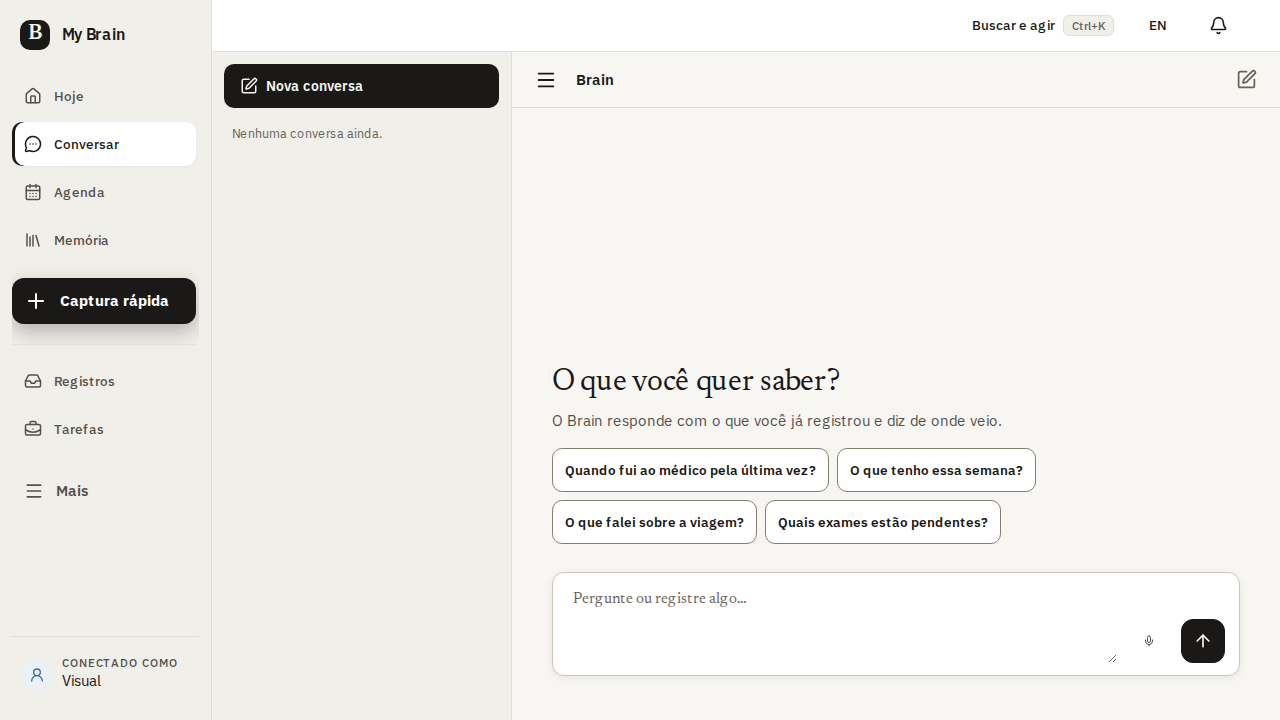 B My Brain
Buscar e agir Ctrl+K EN
Hoje
Conversar
Agenda
Memória
Captura rápida
Registros
Tarefas
Mais
CONECTADO COMO
Visual
Nova conversa
Nenhuma conversa ainda.
Brain
O que você quer saber?
O Brain responde com o que você já registrou e diz de onde veio.
Quando fui ao médico pela última vez? O que tenho essa semana?
O que falei sobre a viagem? Quais exames estão pendentes?
Pergunte ou registre algo...